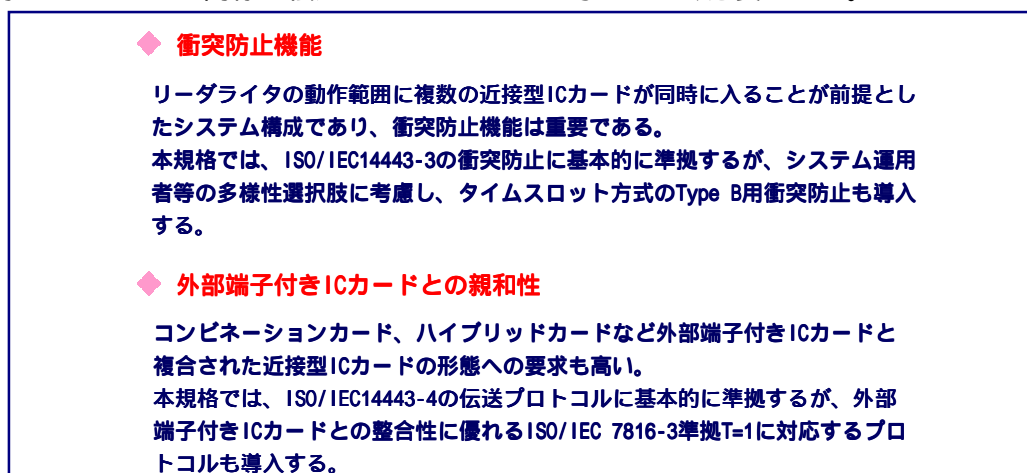 衝突防止機能
リーダライタの動作範囲に複数の近接型ICカードが同時に入ることが前提とし
たシステム構成であり、衝突防止機能は重要である。
本規格では、ISO/IEC14443-3の衝突防止に基本的に準拠するが、システム運用
者等の多様性選択肢に考慮し、タイムスロット方式のType B用衝突防止も導入
する。
外部端子付きICカードとの親和性
コンビネーションカード、ハイブリッドカードなど外部端子付きICカードと
複合された近接型ICカードの形態への要求も高い。
本規格では、ISO/IEC14443-4の伝送プロトコルに基本的に準拠するが、外部
端子付きICカードとの整合性に優れるISO/IEC 7816-3準拠T=1に対応するプロ
トコルも導入する。